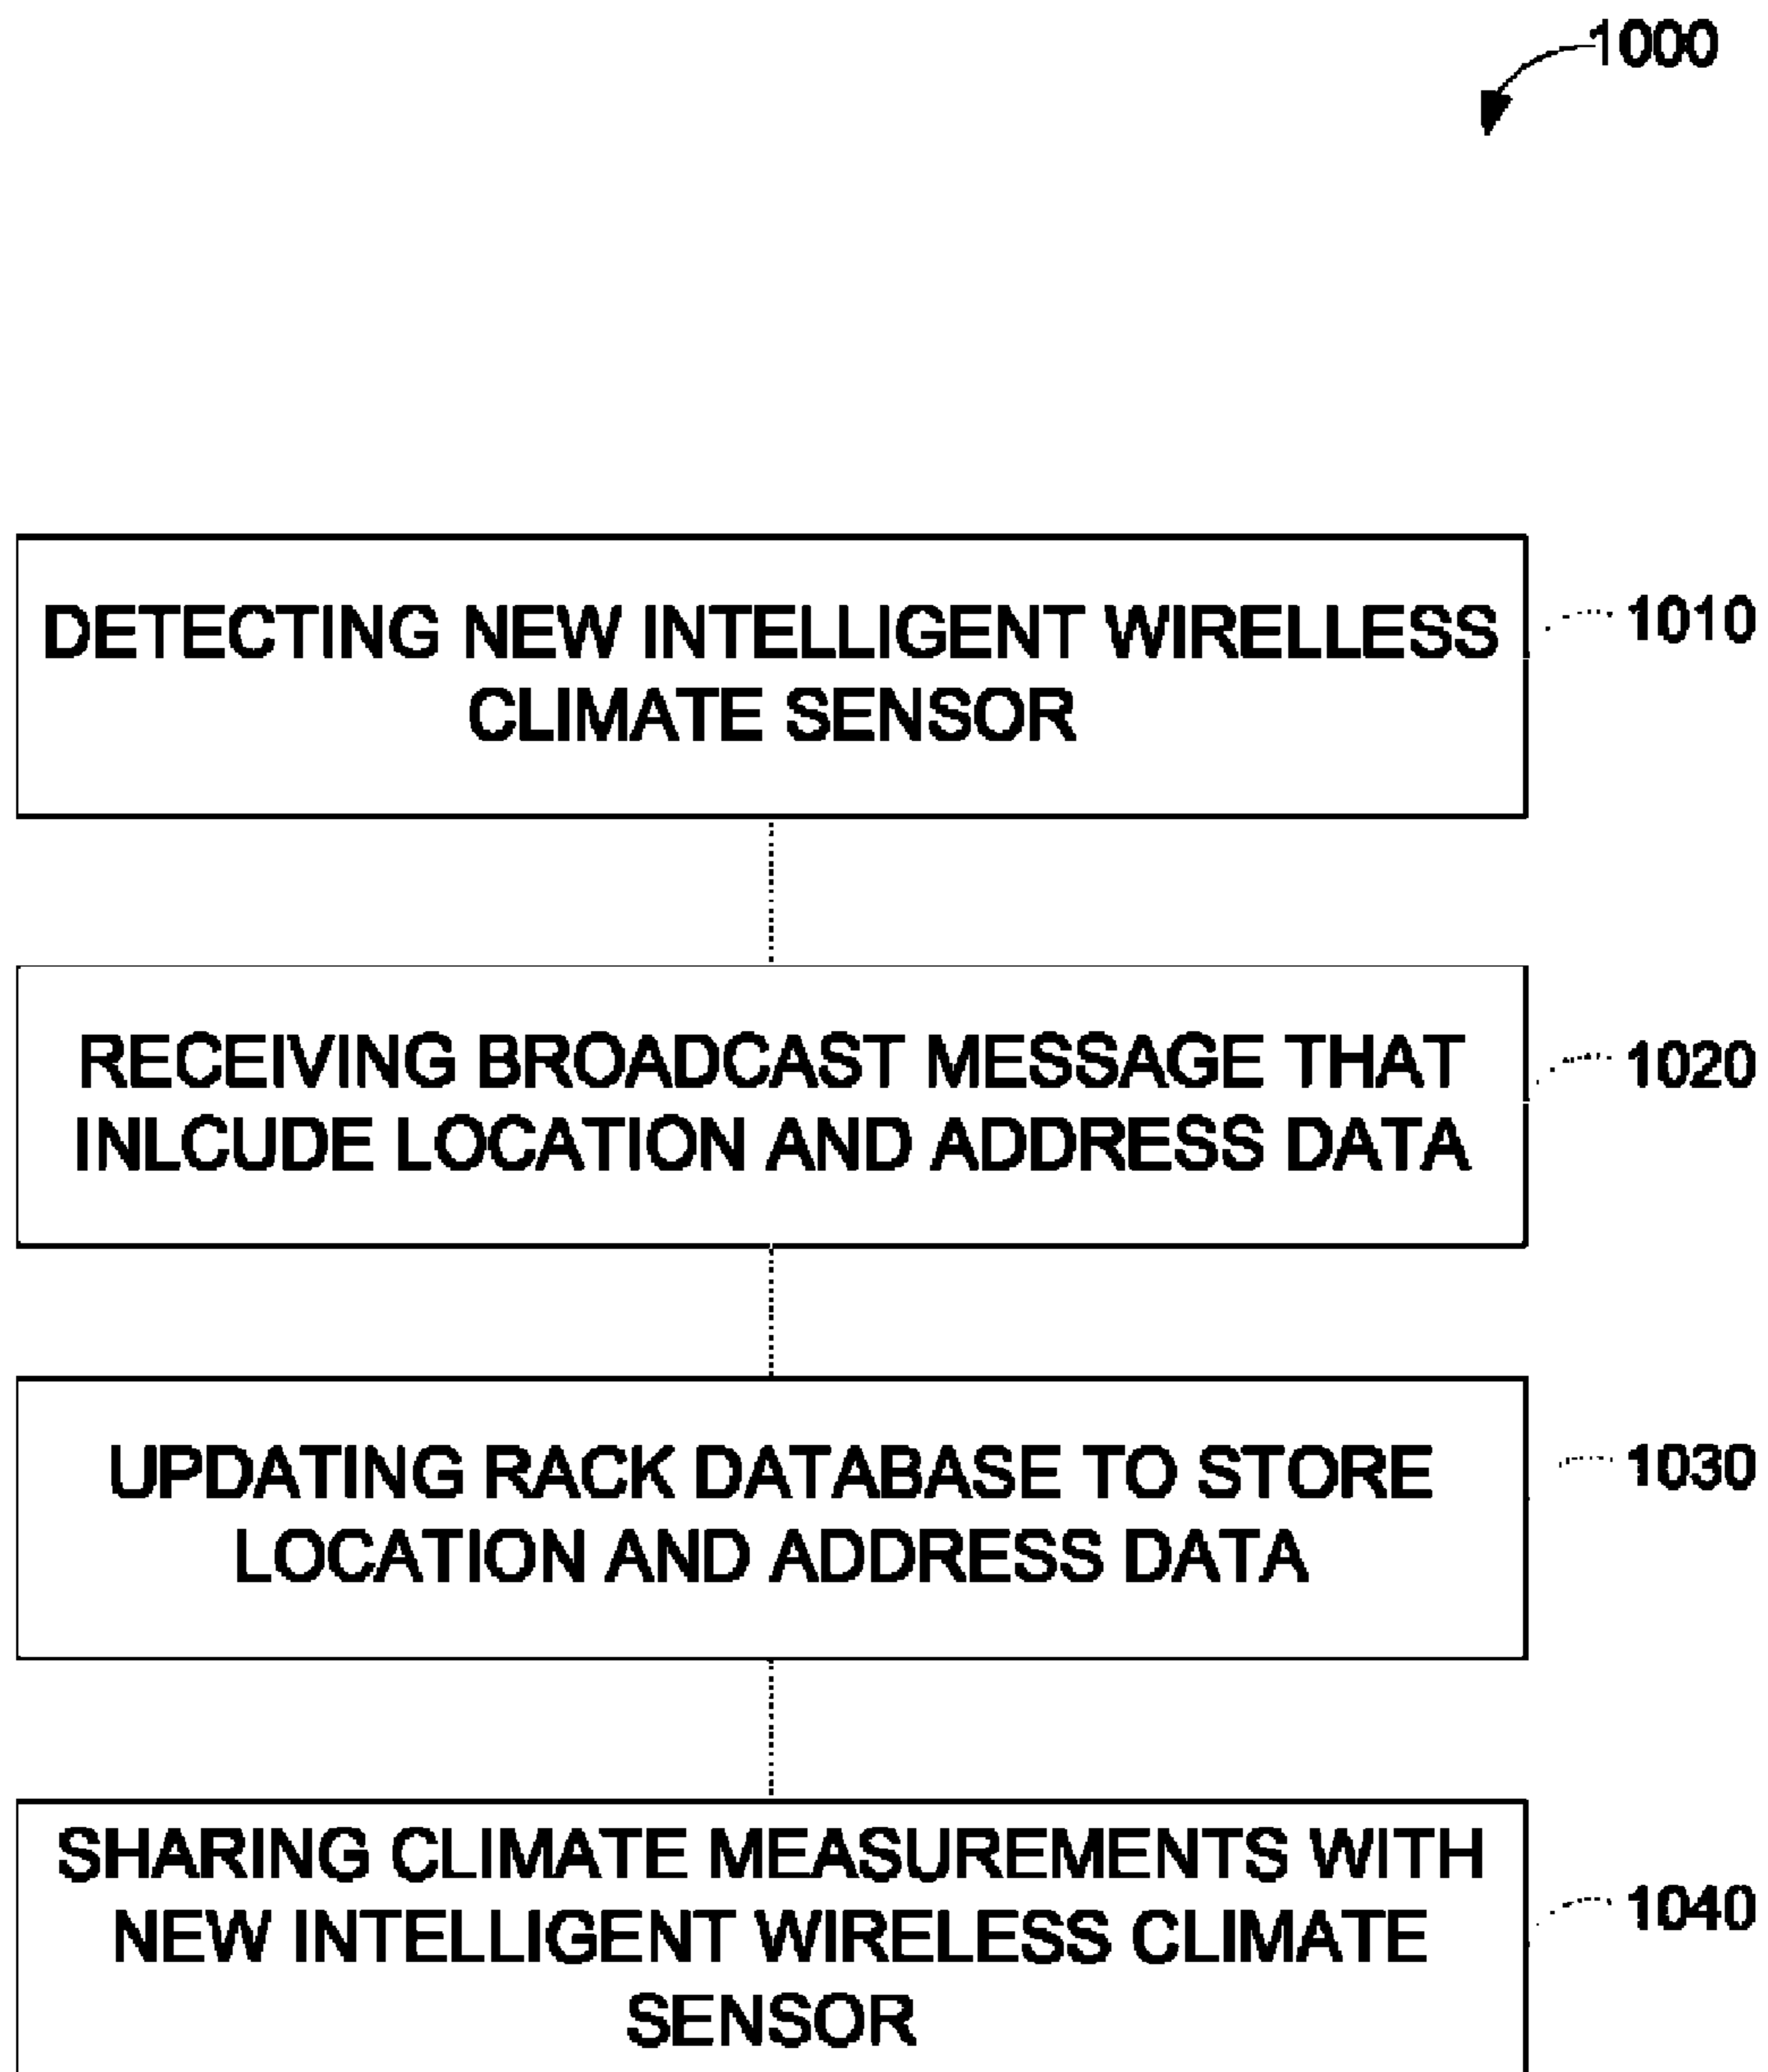 1000
DETECTING NEW INTELLIGENT WIRELLESS
CLIMATE SENSOR
1010
RECEIVING BROADCAST MESSAGE THAT
INLCUDE LOCATION AND ADDRESS DATA
1020
UPDATING RACK DATABASE TO STORE
LOCATION AND ADDRESS DATA
1030
SHARING CLIMATE MEASUREMENTS WITH
NEW INTELLIGENT WIRELESS CLIMATE
SENSOR
1040